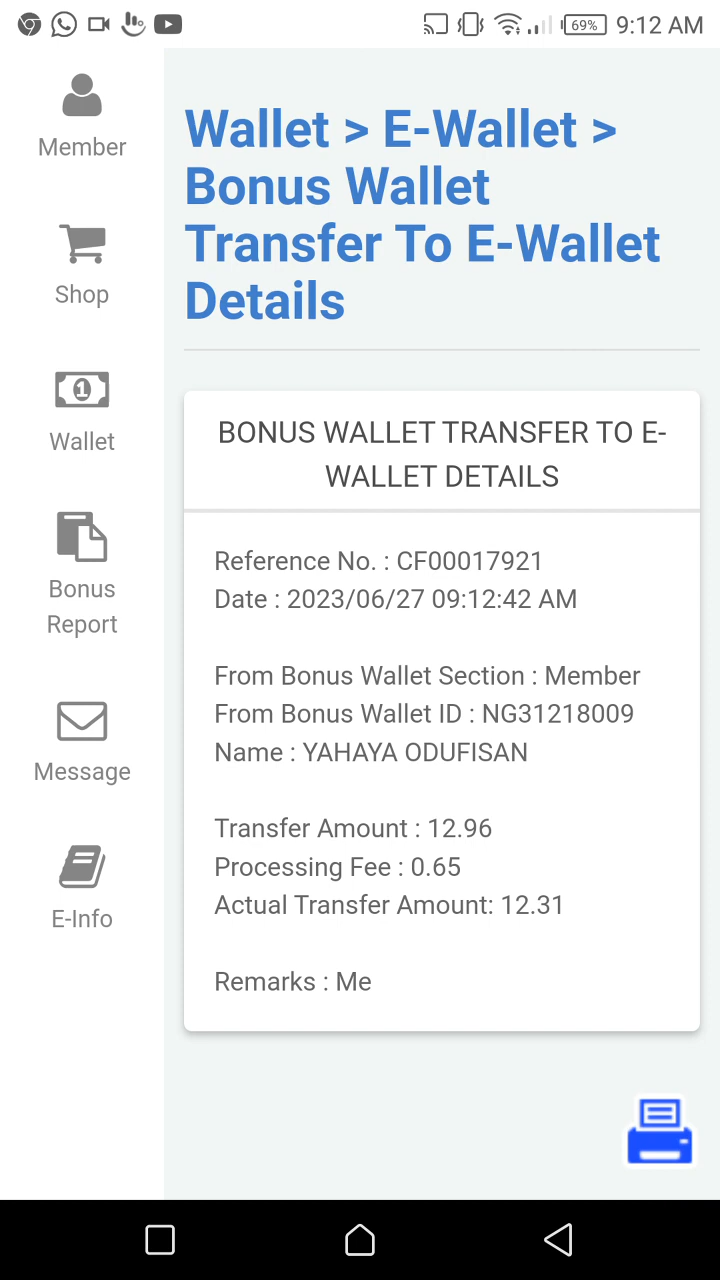 69% 9:12 AM
Member
Shop
1
Wallet
Bonus
Report
Message
E-Info
Wallet > E-Wallet >
Bonus Wallet
Transfer To E-Wallet
Details
BONUS WALLET TRANSFER TO E-
WALLET DETAILS
Reference No. : CF00017921
Date : 2023/06/27 09:12:42 AM
From Bonus Wallet Section : Member
From Bonus Wallet ID : NG31218009
Name : YAHAYA ODUFISAN
Transfer Amount : 12.96
Processing Fee : 0.65
Actual Transfer Amount: 12.31
Remarks : Me